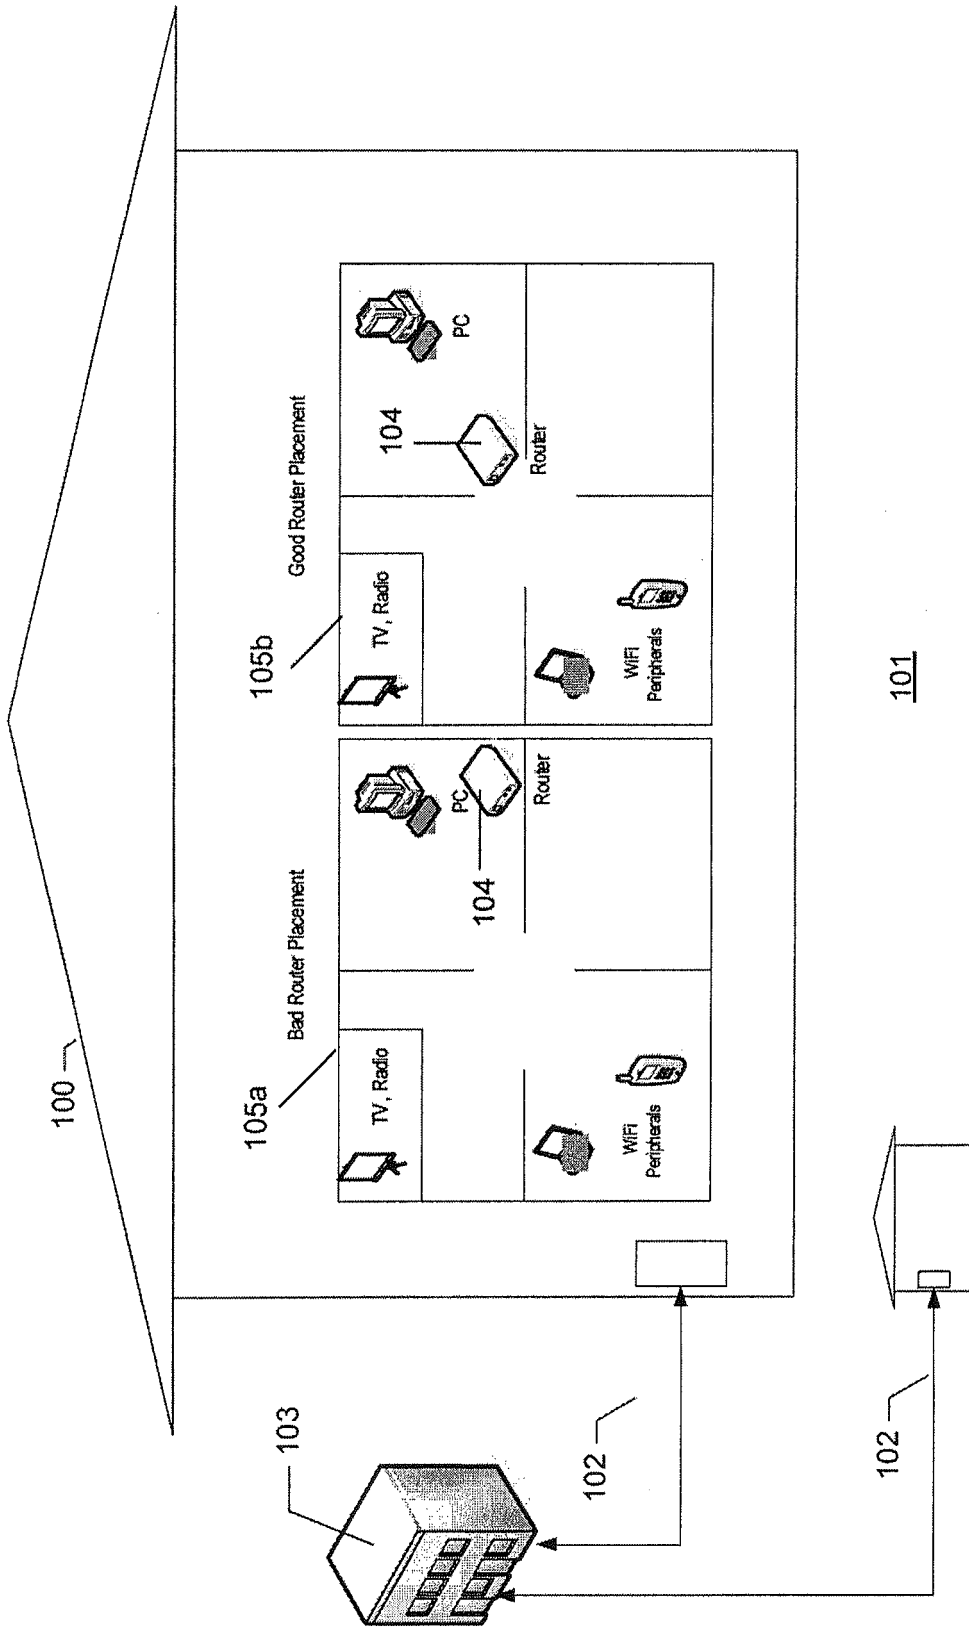 100
103
105a
Bad Router Placement
105b
Good Router Placement
TV, Radio
PC
104
Router
WiFi
Peripherals
TV, Radio
104
PC
Router
WiFi
Peripherals
102
102
101